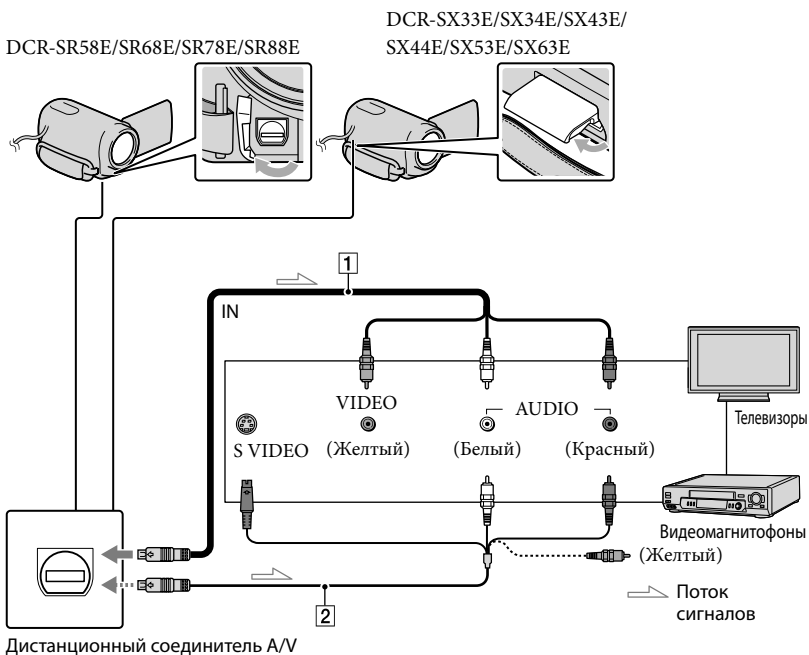 DCR-SX33E/SX34E/SX43E/
SX44E/SX53E/SX63E
DCR-SR58E/SR68E/SR78E/SR88E
1
IN
VIDEO
AUDIO
S VIDEO
(Желтый)
(Белый)
(Красный)
Телевизоры
Видеомагнитофоны
(Желтый)
2
Поток
сигналов
Дистанционный соединитель A/V